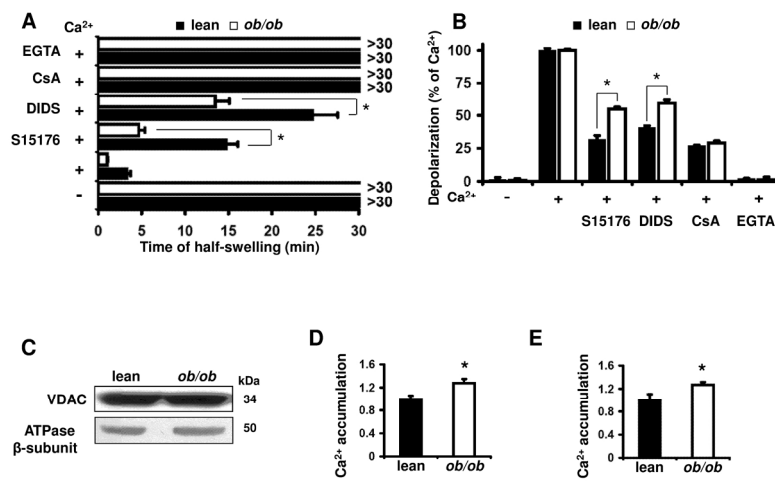 A
Ca²⁺
■ lean □ ob/ob
EGTA + >30
>30
CsA + >30
>30
DIDS + *
S15176 + *
+
- >30
>30
0 5 10 15 20 25 30
Time of half-swelling (min)
B
■ lean □ ob/ob
Depolarization (% of Ca²⁺)
100
75
50
25
0
* *
Ca²⁺ - + + + + +
S15176 DIDS CsA EGTA
C
lean ob/ob kDa
VDAC 34
ATPase 50
β-subunit
D
Ca²⁺ accumulation
1.6
1.2
0.8
0.4
0
*
lean ob/ob
E
Ca²⁺ accumulation
1.6
1.2
0.8
0.4
0
*
lean ob/ob